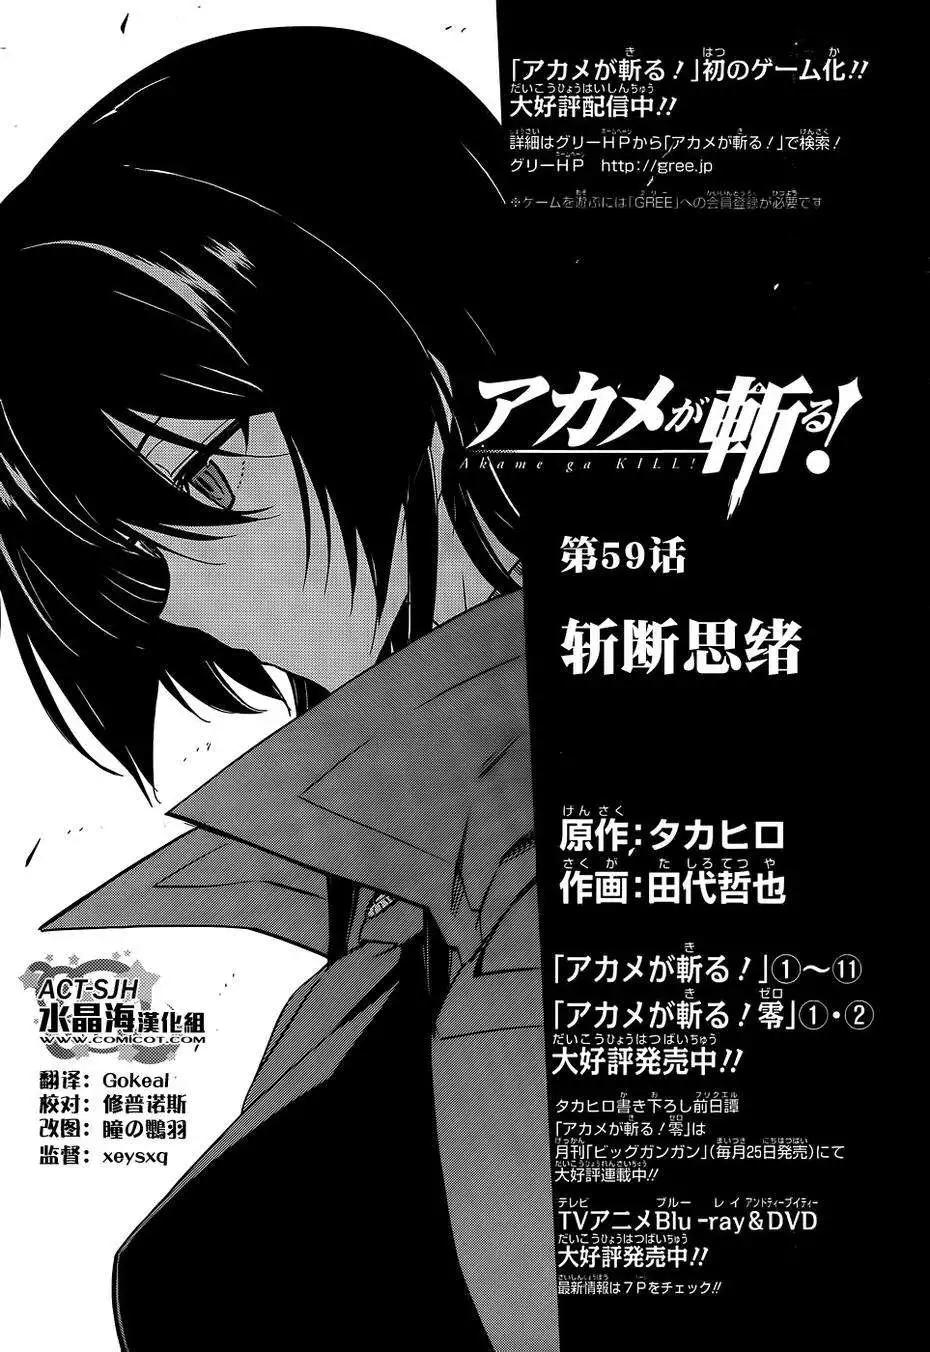 「アカメが斬る！」初のゲーム化!!
大好評配信中!!
詳細はグリーHPから「アカメが斬る！」で検索！
グリーHP http://gree.jp
※ゲームを遊ぶには「GREE」への会員登録が必要です
アカメが斬る！
Akame ga KILL!
第59话
斩断思绪
原作：タカヒロ
作画：田代哲也
「アカメが斬る！」①〜⑪
「アカメが斬る！零」①・②
大好評発売中!!
タカヒロ書き下ろし前日譚
「アカメが斬る！零」は
月刊「ビッグガンガン」(毎月25日発売)にて
大好評連載中!!
TVアニメBlu-ray＆DVD
大好評発売中!!
最新情報は7Pをチェック!!
ACT-SJH
水晶海漢化組
WWW.COMICOT.COM
翻译：Gokeal
校对：修普诺斯
改图：瞳の鸚羽
监督：xeysxq